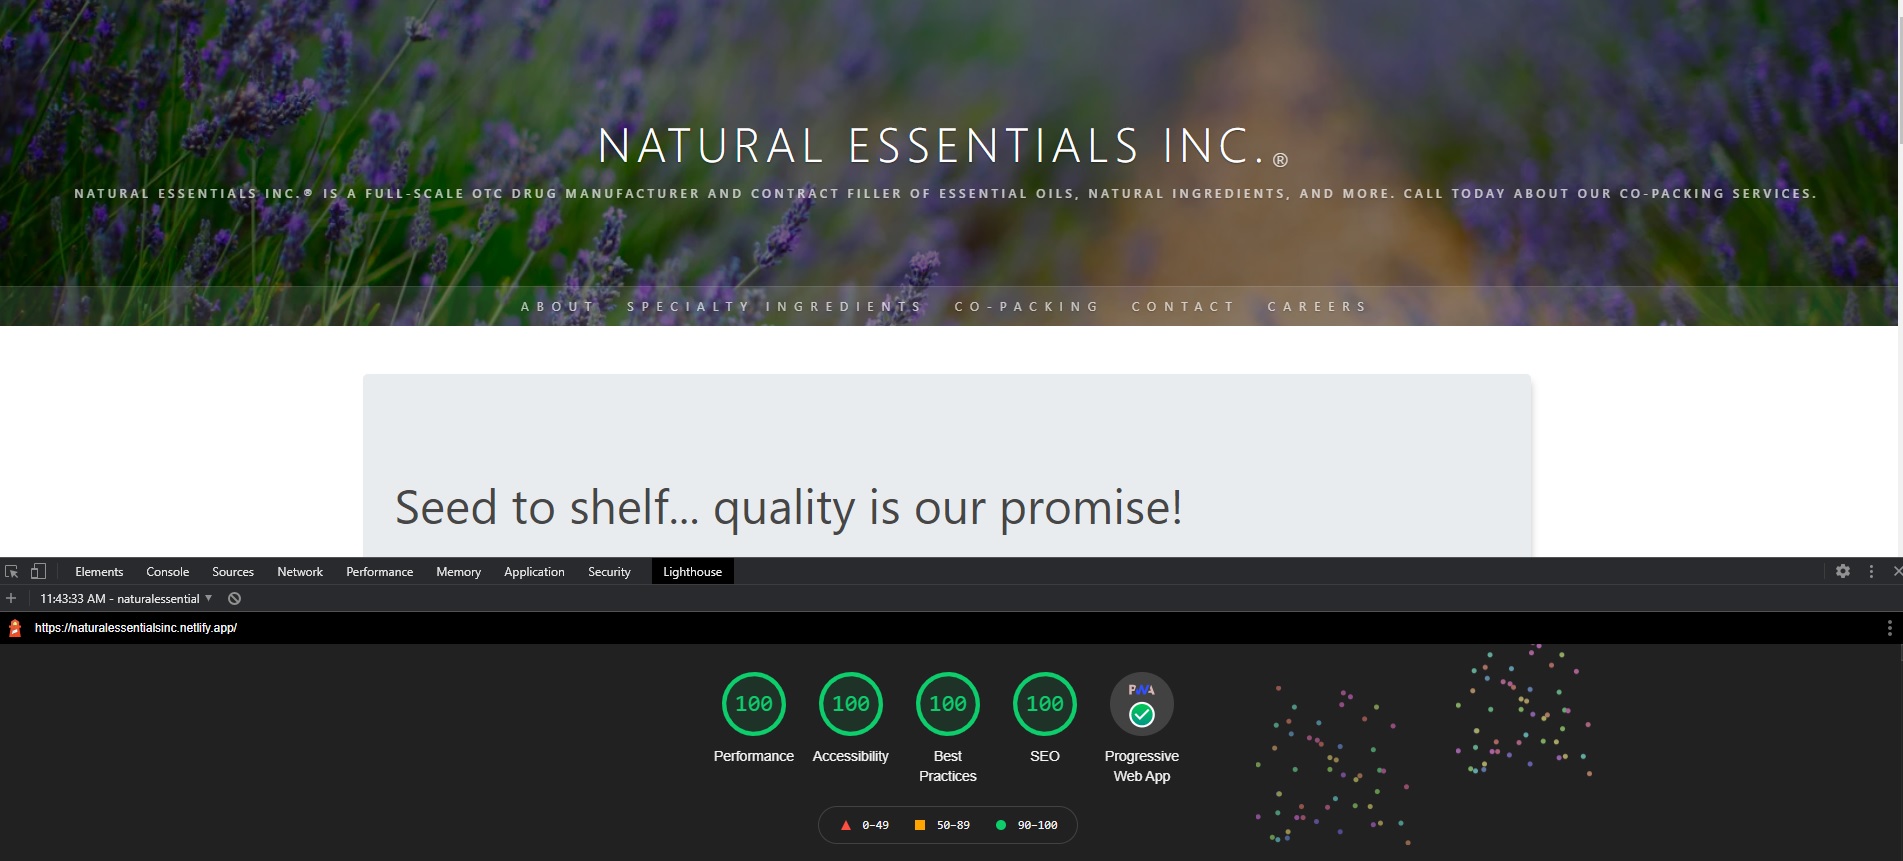 NATURAL ESSENTIALS INC.®
NATURAL ESSENTIALS INC.® IS A FULL-SCALE OTC DRUG MANUFACTURER AND CONTRACT FILLER OF ESSENTIAL OILS, NATURAL INGREDIENTS, AND MORE. CALL TODAY ABOUT OUR CO-PACKING SERVICES.
ABOUT SPECIALTY INGREDIENTS CO-PACKING CONTACT CAREERS
Seed to shelf... quality is our promise!
Elements Console Sources Network Performance Memory Application Security Lighthouse
11:43:33 AM - naturalessential
https://naturalessentialsinc.netlify.app/
100 100 100 100 PWA
Performance Accessibility Best Practices SEO Progressive Web App
0-49 50-89 90-100